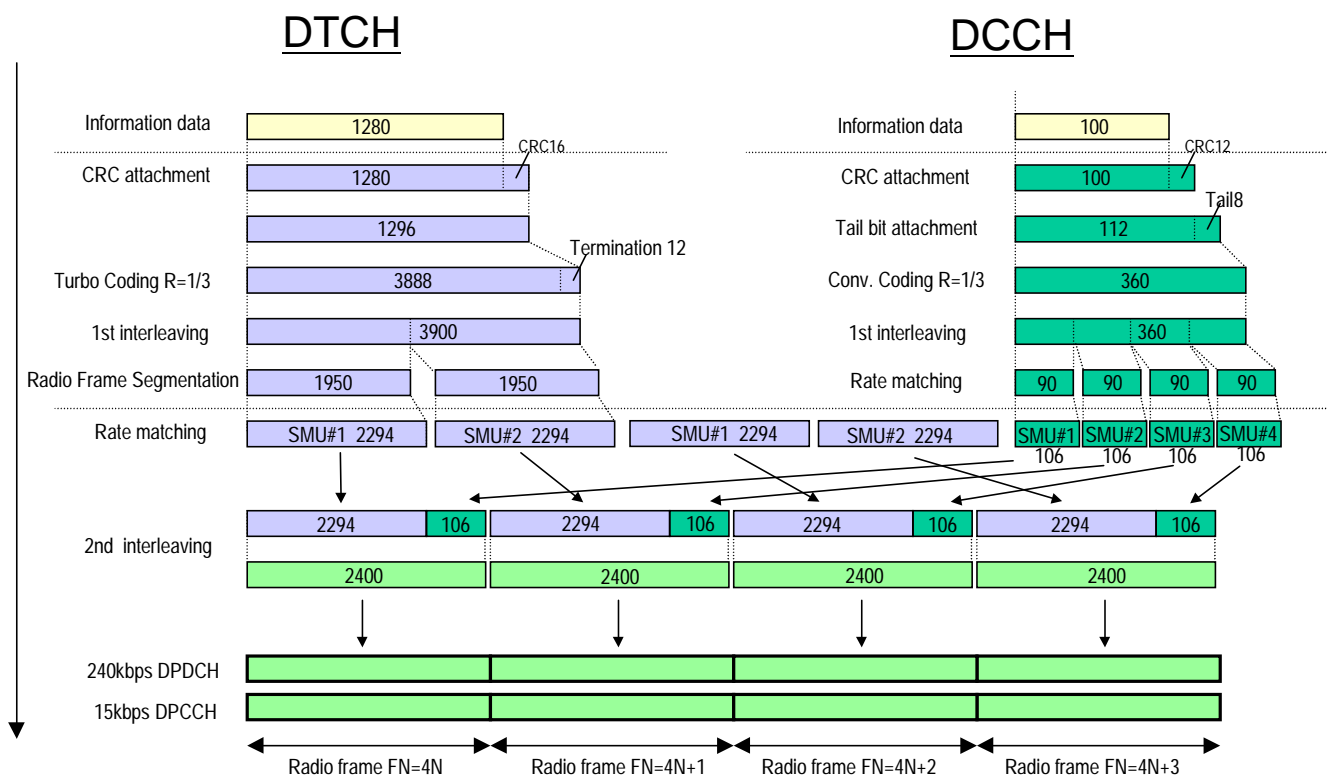 DTCH
DCCH
Information data
1280
Information data
100
CRC16
CRC12
CRC attachment
1280
CRC attachment
100
Tail8
1296
Tail bit attachment
112
Termination 12
Turbo Coding R=1/3
3888
Conv. Coding R=1/3
360
1st interleaving
3900
1st interleaving
360
Radio Frame Segmentation
1950
1950
Rate matching
90
90
90
90
Rate matching
SMU#1 2294
SMU#2 2294
SMU#1 2294
SMU#2 2294
SMU#1
SMU#2
SMU#3
SMU#4
106
106
106
106
2nd interleaving
2294
106
2294
106
2294
106
2294
106
2400
2400
2400
2400
240kbps DPDCH
15kbps DPCCH
Radio frame FN=4N
Radio frame FN=4N+1
Radio frame FN=4N+2
Radio frame FN=4N+3